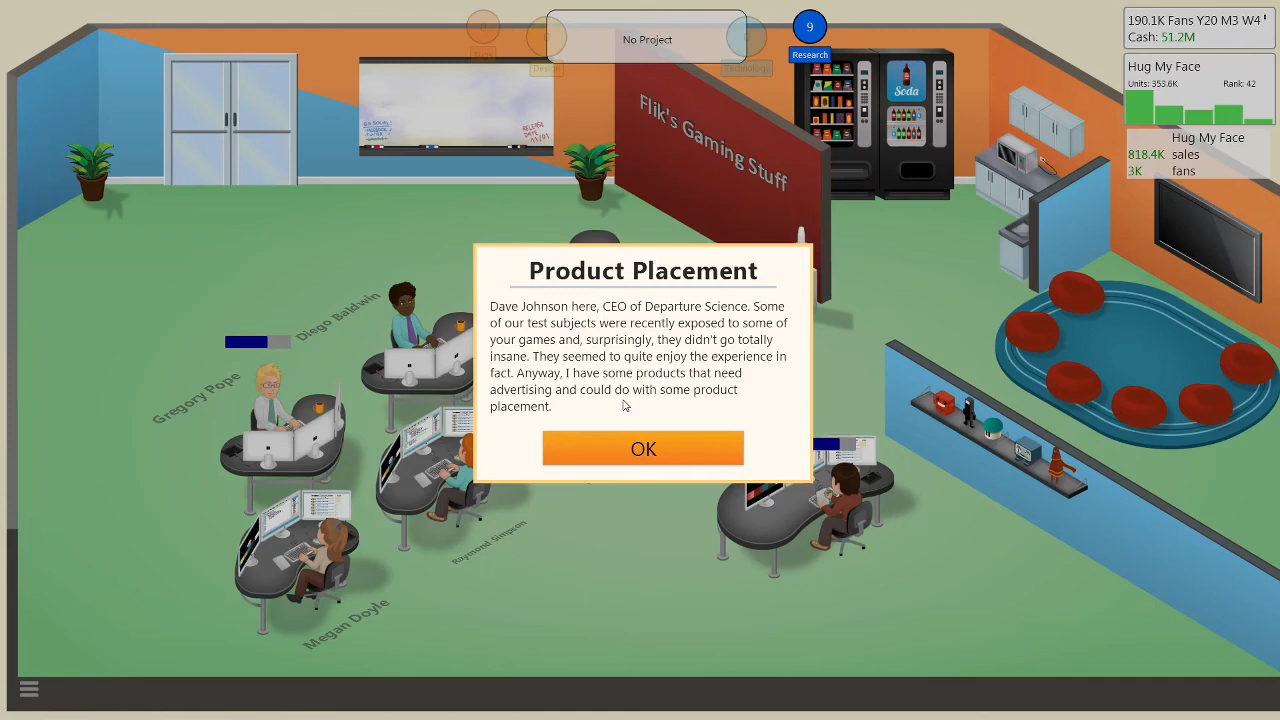 No Project
9
Research
190.1K Fans Y20 M3 W4
Cash: 51.2M
Hug My Face
Units: 353.6K Rank: 42
Hug My Face
818.4K sales
3K fans
Soda
RELEASE
DATE
Flik's Gaming Stuff
Design
Technology
Product Placement
Dave Johnson here, CEO of Departure Science. Some
of our test subjects were recently exposed to some of
your games and, surprisingly, they didn't go totally
insane. They seemed to quite enjoy the experience in
fact. Anyway, I have some products that need
advertising and could do with some product
placement.
OK
Diego Baldwin
Gregory Pope
Raymond Simpson
Megan Doyle